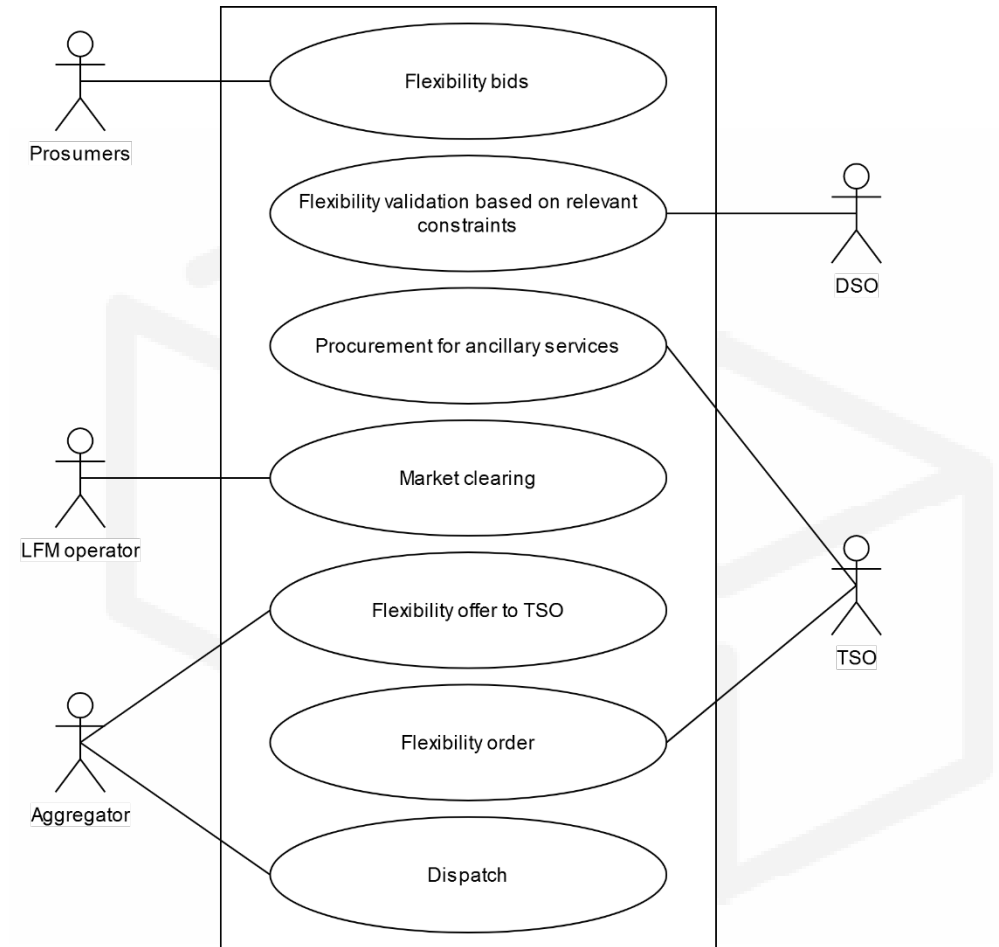 Flexibility bids
Prosumers
Flexibility validation based on relevant
constraints
DSO
Procurement for ancillary services
Market clearing
LFM operator
Flexibility offer to TSO
TSO
Flexibility order
Aggregator
Dispatch